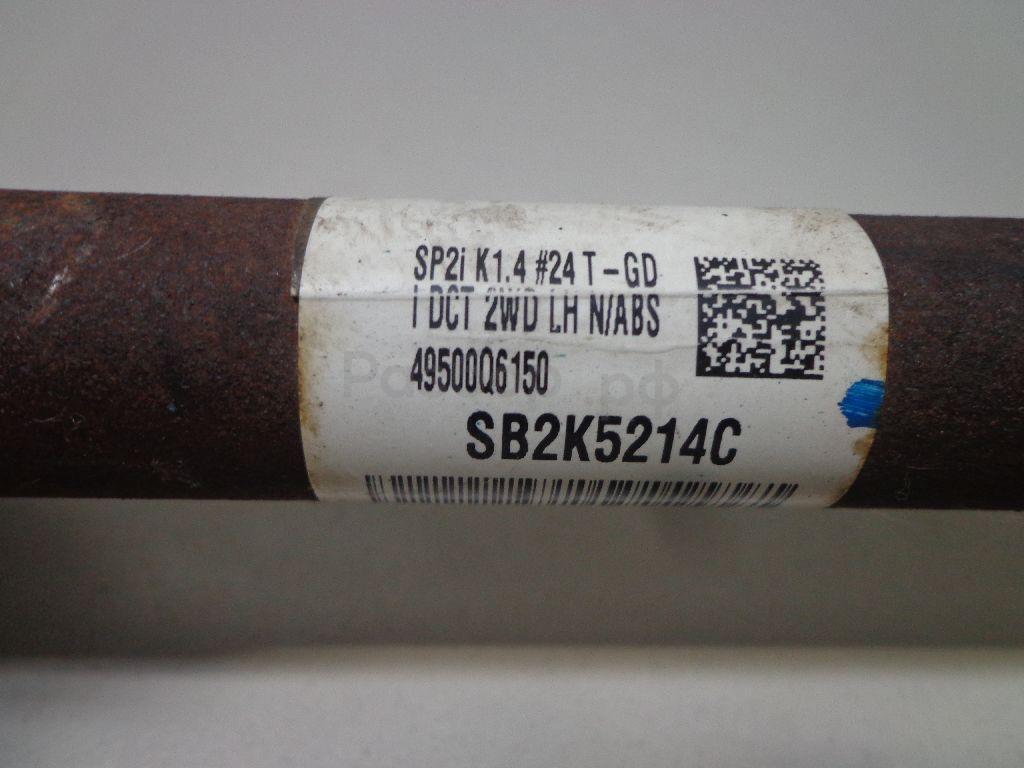 SP2i K1.4 #24 T-GD
I DCT 2WD LH N/ABS
49500Q6150
SB2K5214C